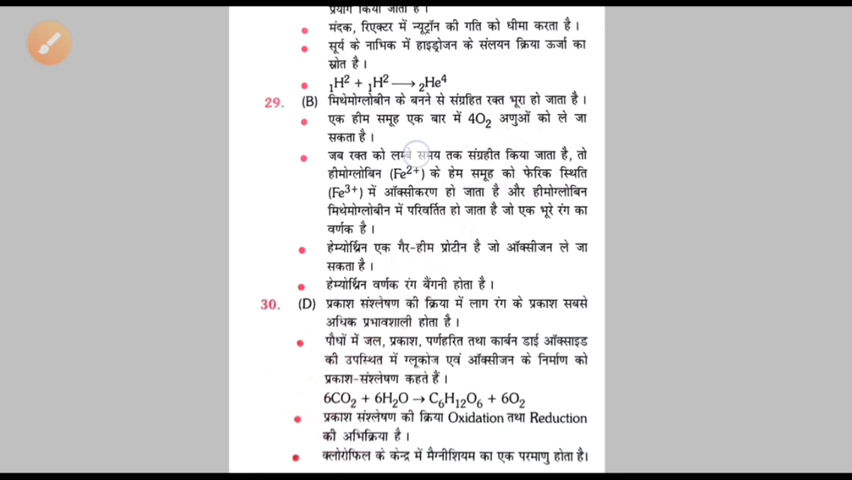 प्रयोग किया जाता है ।
मंदक, रिएक्टर में न्यूट्रॉन की गति को धीमा करता है ।
सूर्य के नाभिक में हाइड्रोजन के संलयन क्रिया ऊर्जा का
स्रोत है ।
₁H² + ₁H² ⟶ ₂He⁴
29. (B) मिथेमोग्लोबीन के बनने से संग्रहित रक्त भूरा हो जाता है ।
एक हीम समूह एक बार में 4O₂ अणुओं को ले जा
सकता है ।
जब रक्त को लम्बे समय तक संग्रहीत किया जाता है, तो
हीमोग्लोबिन (Fe²⁺) के हेम समूह को फेरिक स्थिति
(Fe³⁺) में ऑक्सीकरण हो जाता है और हीमोग्लोबिन
मिथेमोग्लोबीन में परिवर्तित हो जाता है जो एक भूरे रंग का
वर्णक है ।
हेम्योर्थ्रिन एक गैर-हीम प्रोटीन है जो ऑक्सीजन ले जा
सकता है ।
हेम्योर्थ्रिन वर्णक रंग बैंगनी होता है ।
30. (D) प्रकाश संश्लेषण की क्रिया में लाग रंग के प्रकाश सबसे
अधिक प्रभावशाली होता है ।
पौधों में जल, प्रकाश, पर्णहरित तथा कार्बन डाई ऑक्साइड
की उपस्थित में ग्लूकोज एवं ऑक्सीजन के निर्माण को
प्रकाश-संश्लेषण कहते हैं ।
6CO₂ + 6H₂O → C₆H₁₂O₆ + 6O₂
प्रकाश संश्लेषण की क्रिया Oxidation तथा Reduction
की अभिक्रिया है ।
क्लोरोफिल के केन्द्र में मैग्नीशियम का एक परमाणु होता है।